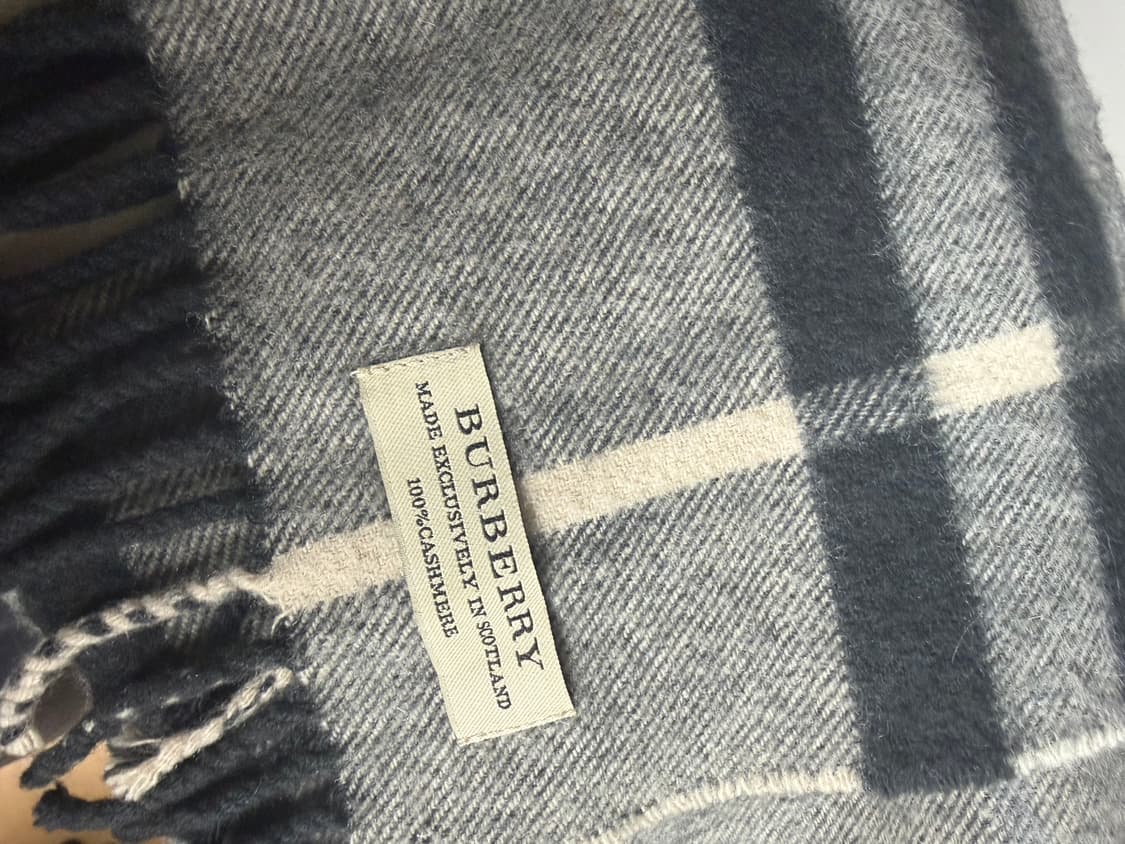 BURBERRY
MADE EXCLUSIVELY IN SCOTLAND
100%CASHMERE